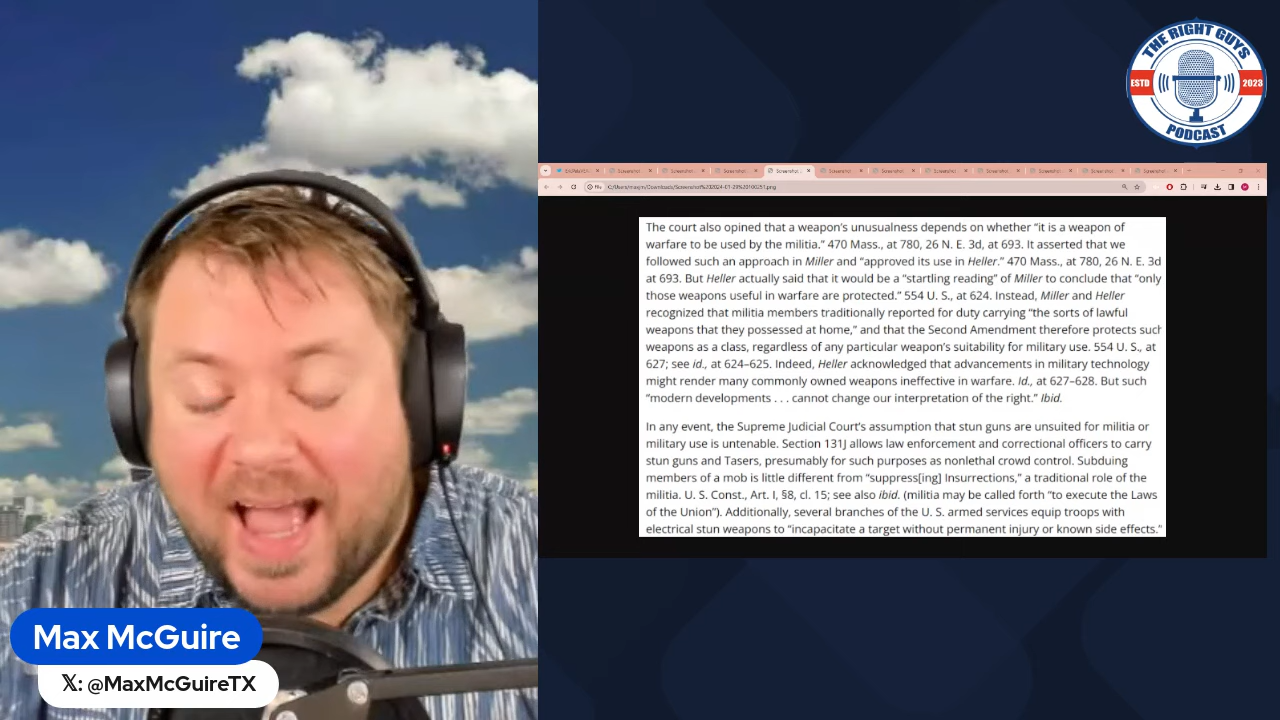 THE RIGHT GUYS
ESTD
2023
PODCAST
Screenshot
Screenshot
Screenshot
Screenshot
Screenshot
Screenshot
Screenshot
Screenshot
Screenshot
Screenshot
Screenshot
File
The court also opined that a weapon's unusualness depends on whether “it is a weapon of
warfare to be used by the militia.” 470 Mass., at 780, 26 N. E. 3d, at 693. It asserted that we
followed such an approach in Miller and “approved its use in Heller.” 470 Mass., at 780, 26 N. E. 3d
at 693. But Heller actually said that it would be a “startling reading” of Miller to conclude that “only
those weapons useful in warfare are protected.” 554 U. S., at 624. Instead, Miller and Heller
recognized that militia members traditionally reported for duty carrying “the sorts of lawful
weapons that they possessed at home,” and that the Second Amendment therefore protects such
weapons as a class, regardless of any particular weapon's suitability for military use. 554 U. S., at
627; see id., at 624–625. Indeed, Heller acknowledged that advancements in military technology
might render many commonly owned weapons ineffective in warfare. Id., at 627–628. But such
“modern developments . . . cannot change our interpretation of the right.” Ibid.
In any event, the Supreme Judicial Court's assumption that stun guns are unsuited for militia or
military use is untenable. Section 131J allows law enforcement and correctional officers to carry
stun guns and Tasers, presumably for such purposes as nonlethal crowd control. Subduing
members of a mob is little different from “suppress[ing] Insurrections,” a traditional role of the
militia. U. S. Const., Art. I, §8, cl. 15; see also ibid. (militia may be called forth “to execute the Laws
of the Union”). Additionally, several branches of the U. S. armed services equip troops with
electrical stun weapons to “incapacitate a target without permanent injury or known side effects.”
Max McGuire
𝕏: @MaxMcGuireTX